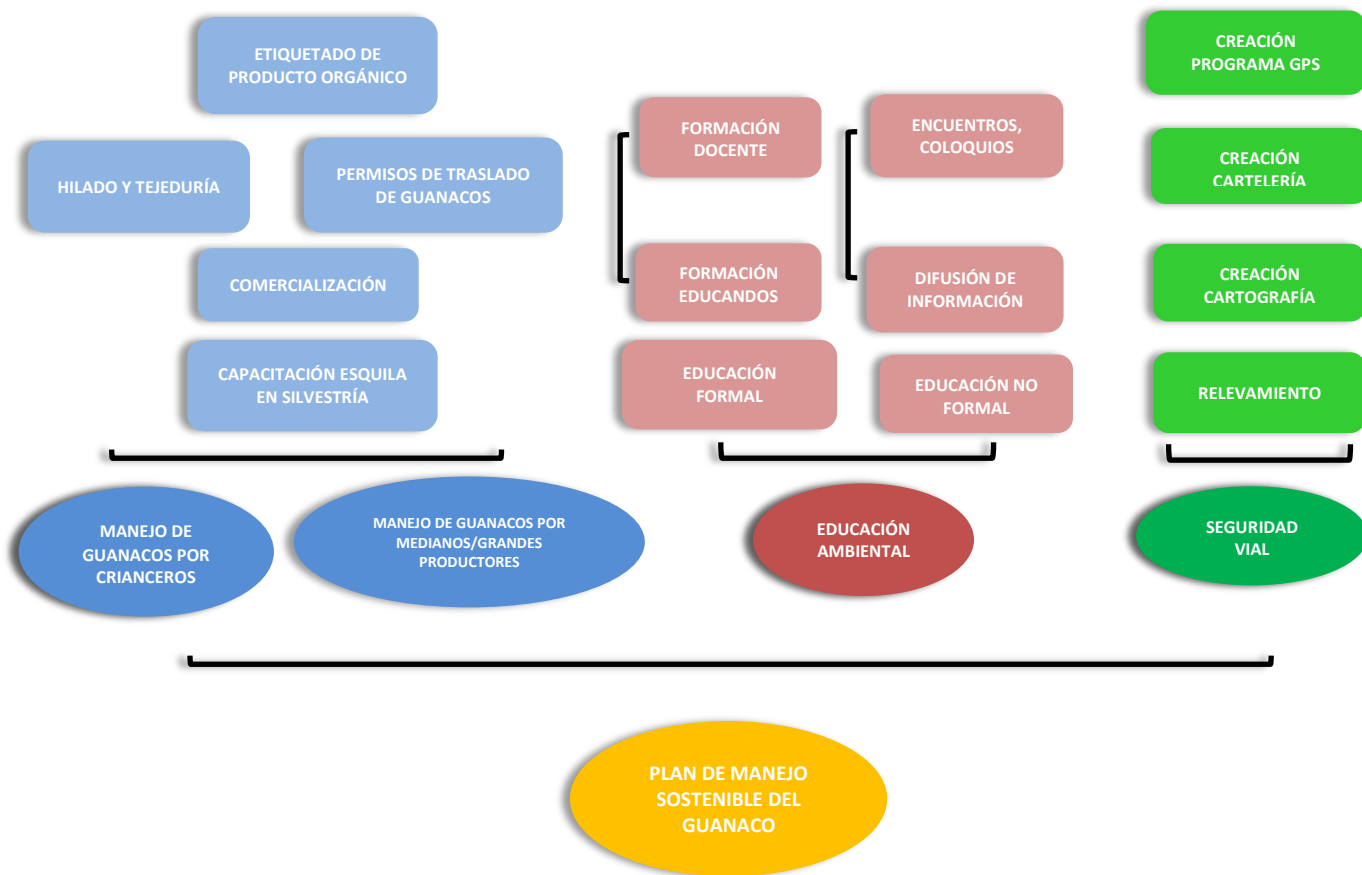 ETIQUETADO DE
PRODUCTO ORGÁNICO
HILADO Y TEJEDURÍA
PERMISOS DE TRASLADO
DE GUANACOS
COMERCIALIZACIÓN
CAPACITACIÓN ESQUILA
EN SILVESTRÍA
FORMACIÓN
DOCENTE
ENCUENTROS,
COLOQUIOS
FORMACIÓN
EDUCANDOS
DIFUSIÓN DE
INFORMACIÓN
EDUCACIÓN
FORMAL
EDUCACIÓN NO
FORMAL
CREACIÓN
PROGRAMA GPS
CREACIÓN
CARTELERÍA
CREACIÓN
CARTOGRAFÍA
RELEVAMIENTO
MANEJO DE
GUANACOS POR
CRIANCEROS
MANEJO DE GUANACOS POR
MEDIANOS/GRANDES
PRODUCTORES
EDUCACIÓN
AMBIENTAL
SEGURIDAD
VIAL
PLAN DE MANEJO
SOSTENIBLE DEL
GUANACO